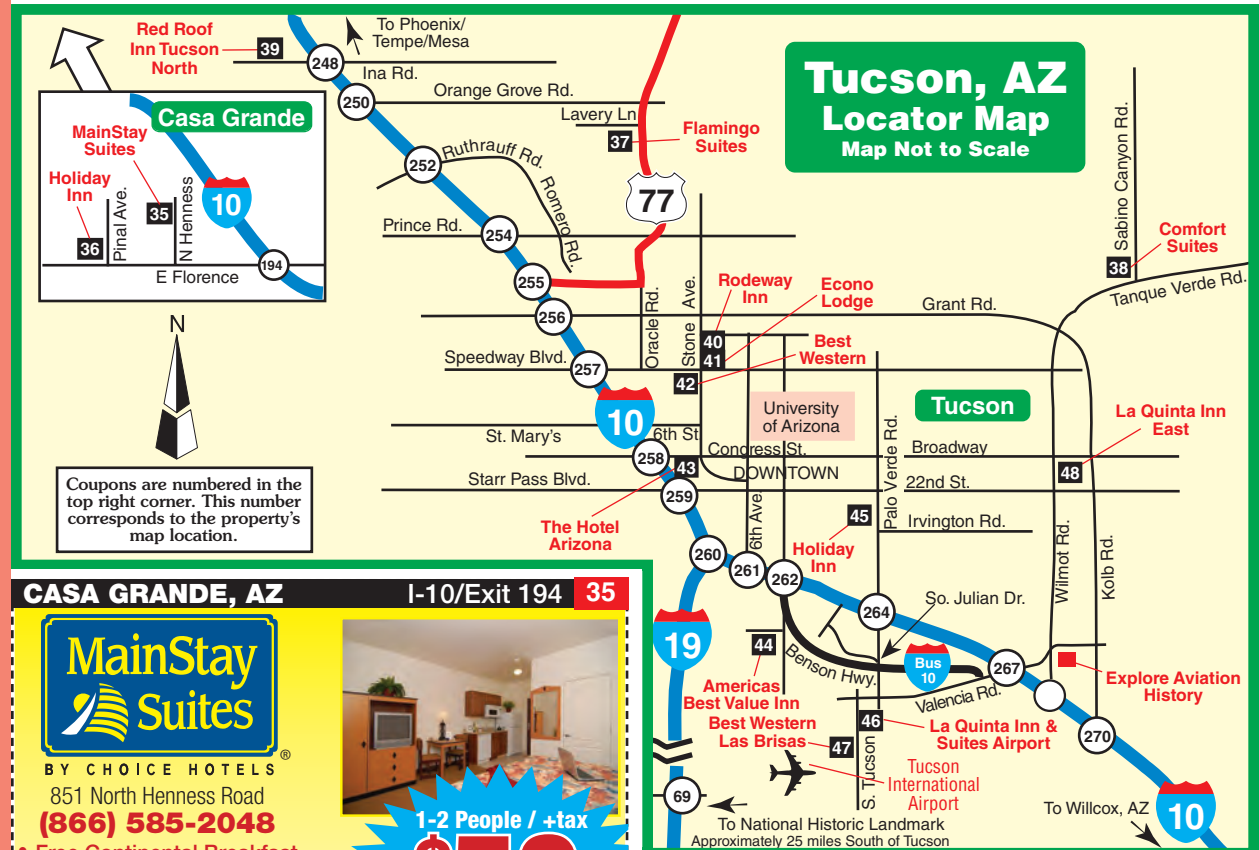 Tucson, AZ
Locator Map
Map Not to Scale
To Phoenix/
Tempe/Mesa
Red Roof
Inn Tucson
North
39
248
Ina Rd.
250
Orange Grove Rd.
Lavery Ln
37
Flamingo
Suites
252
Ruthrauff Rd.
Romero Rd.
77
Sabino Canyon Rd.
Casa Grande
MainStay
Suites
Holiday
Inn
35
36
Pinal Ave.
N Henness
10
194
E Florence
Prince Rd.
254
255
256
Comfort
Suites
38
Tanque Verde Rd.
Rodeway
Inn
Econo
Lodge
Grant Rd.
Oracle Rd.
Stone Ave.
40
41
Best
Western
N
Speedway Blvd.
257
42
10
University
of Arizona
Tucson
La Quinta Inn
East
St. Mary's
6th St
Congress St.
Palo Verde Rd.
Broadway
258
43
DOWNTOWN
48
Starr Pass Blvd.
22nd St.
259
Coupons are numbered in the
top right corner. This number
corresponds to the property's
map location.
The Hotel
Arizona
6th Ave.
45
Holiday
Inn
Irvington Rd.
Wilmot Rd.
Kolb Rd.
260
261
262
264
So. Julian Dr.
19
44
Benson Hwy.
Bus
10
267
Valencia Rd.
Explore Aviation
History
Americas
Best Value Inn
Best Western
Las Brisas
46
47
La Quinta Inn &
Suites Airport
270
S. Tucson
Tucson
International
Airport
69
To National Historic Landmark
Approximately 25 miles South of Tucson
To Willcox, AZ
10
CASA GRANDE, AZ I-10/Exit 194 35
MainStay
Suites
®
BY CHOICE HOTELS
851 North Henness Road
(866) 585-2048
• Free Continental Breakfast
1-2 People / +tax